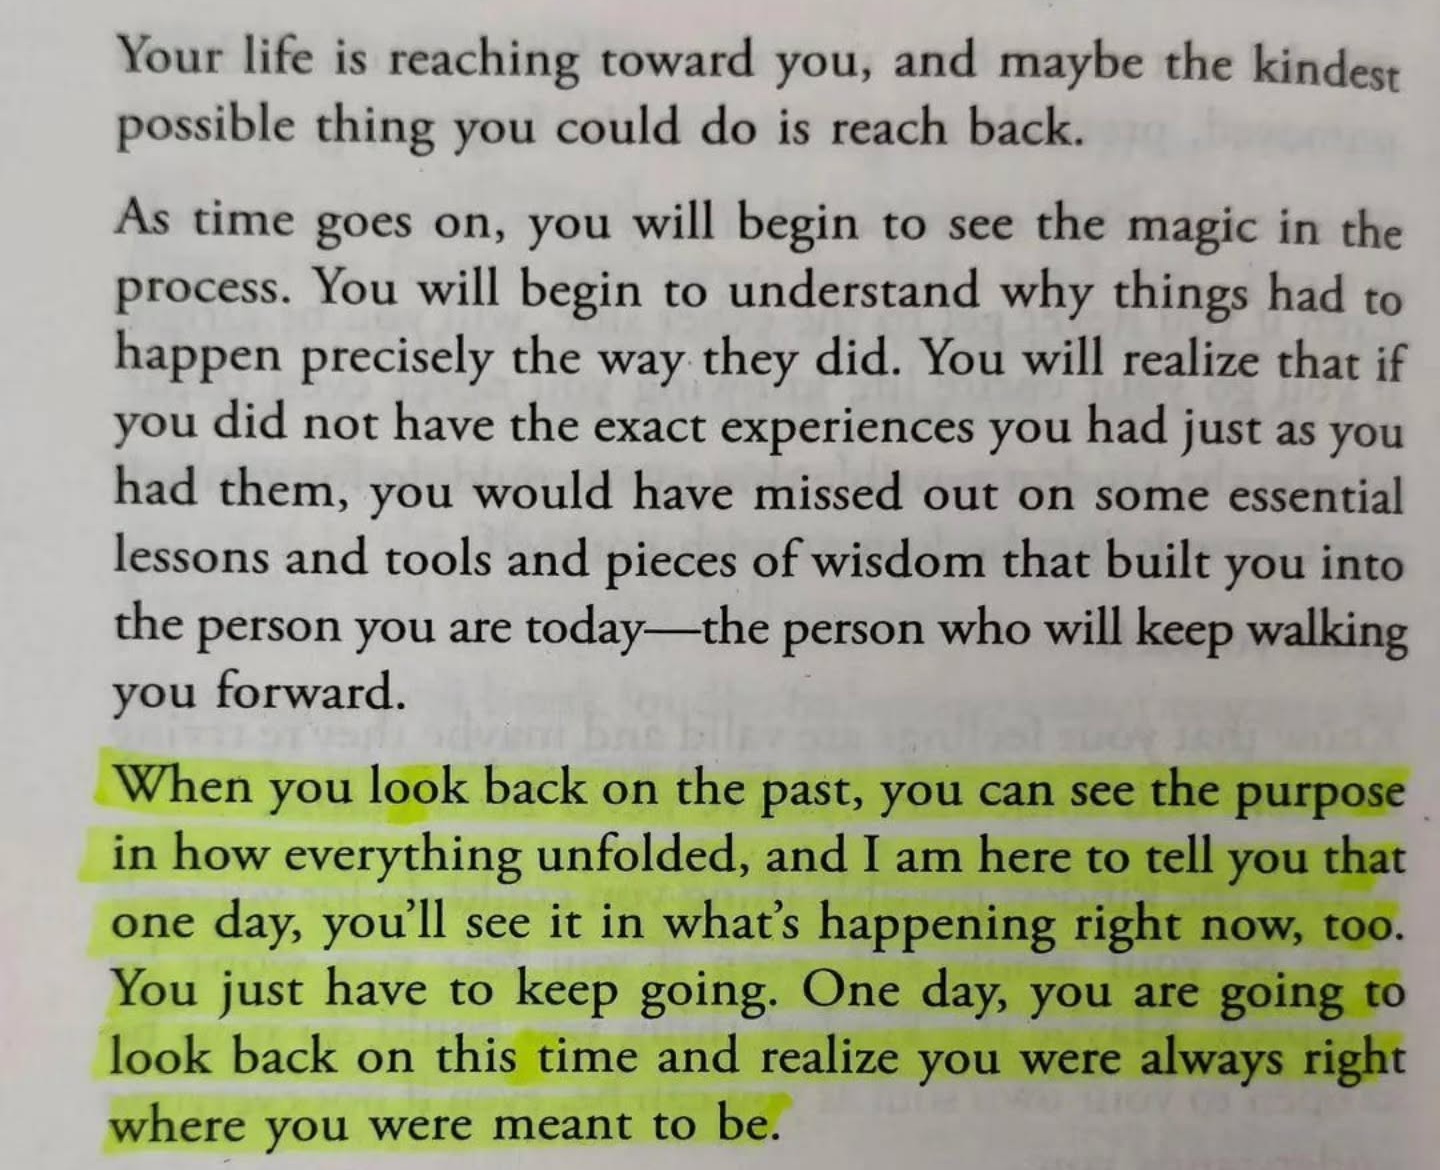 Your life is reaching toward you, and maybe the kindest
possible thing you could do is reach back.
As time goes on, you will begin to see the magic in the
process. You will begin to understand why things had to
happen precisely the way they did. You will realize that if
you did not have the exact experiences you had just as you
had them, you would have missed out on some essential
lessons and tools and pieces of wisdom that built you into
the person you are today—the person who will keep walking
you forward.
When you look back on the past, you can see the purpose
in how everything unfolded, and I am here to tell you that
one day, you’ll see it in what’s happening right now, too.
You just have to keep going. One day, you are going to
look back on this time and realize you were always right
where you were meant to be.